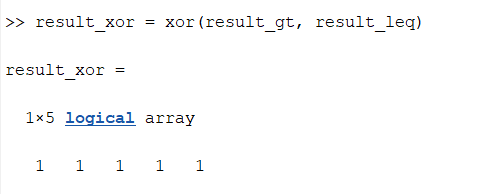 >> result_xor = xor(result_gt, result_leq)
result_xor =
1×5 logical array
1 1 1 1 1